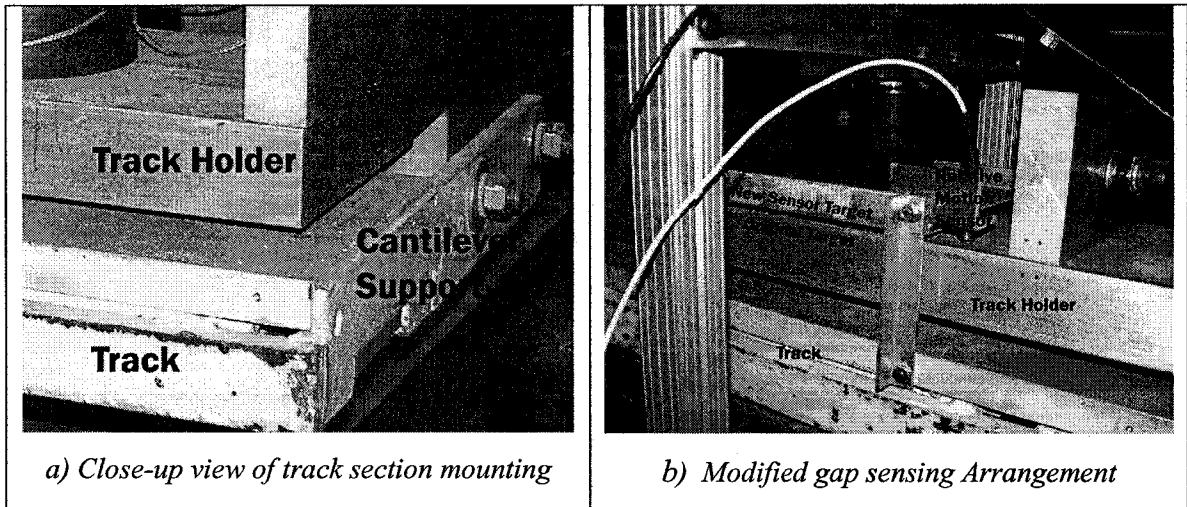 Track Holder
Cantilever
Support
Track
a) Close-up view of track section mounting
New Sensor Target
Sensor
Track Holder
Track
b) Modified gap sensing Arrangement